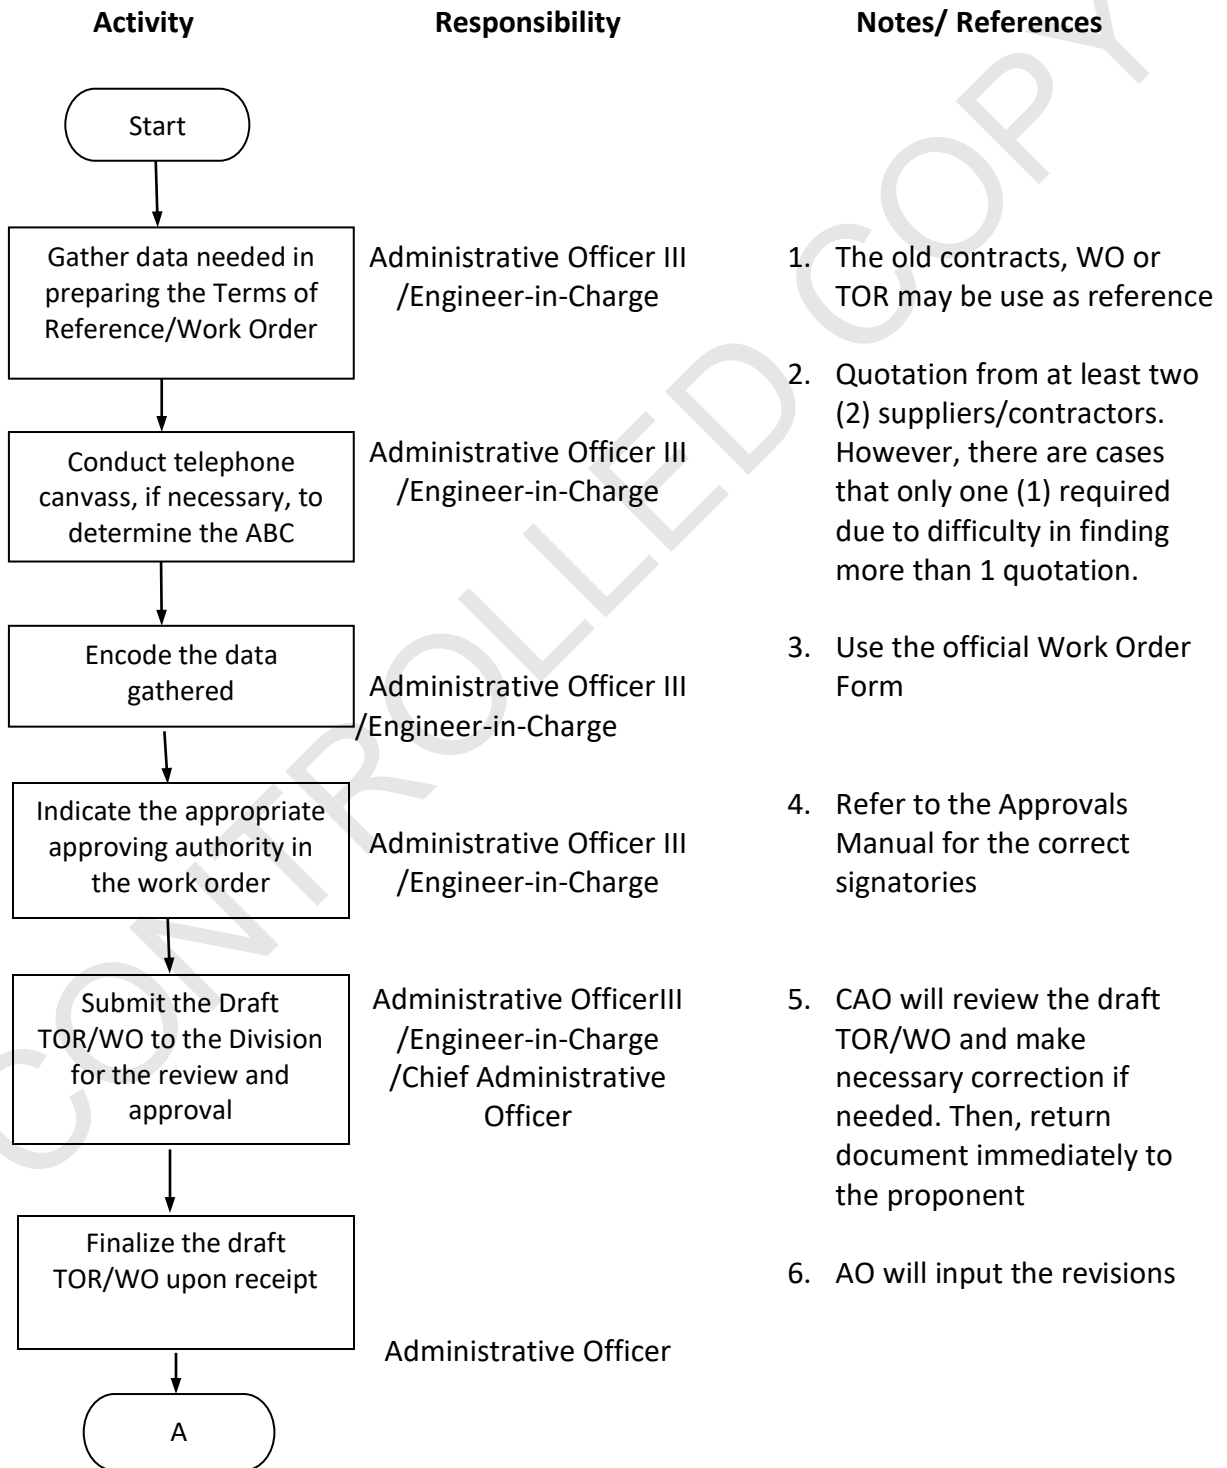 Activity
Responsibility
Notes/ References
Start
Gather data needed in
preparing the Terms of
Reference/Work Order
Administrative Officer III
/Engineer-in-Charge
1. The old contracts, WO or
TOR may be use as reference
Conduct telephone
canvass, if necessary, to
determine the ABC
Administrative Officer III
/Engineer-in-Charge
2. Quotation from at least two
(2) suppliers/contractors.
However, there are cases
that only one (1) required
due to difficulty in finding
more than 1 quotation.
Encode the data
gathered
Administrative Officer III
/Engineer-in-Charge
3. Use the official Work Order
Form
Indicate the appropriate
approving authority in
the work order
Administrative Officer III
/Engineer-in-Charge
4. Refer to the Approvals
Manual for the correct
signatories
Submit the Draft
TOR/WO to the Division
for the review and
approval
Administrative OfficerIII
/Engineer-in-Charge
/Chief Administrative
Officer
5. CAO will review the draft
TOR/WO and make
necessary correction if
needed. Then, return
document immediately to
the proponent
Finalize the draft
TOR/WO upon receipt
Administrative Officer
6. AO will input the revisions
A
CONTROLLED COPY